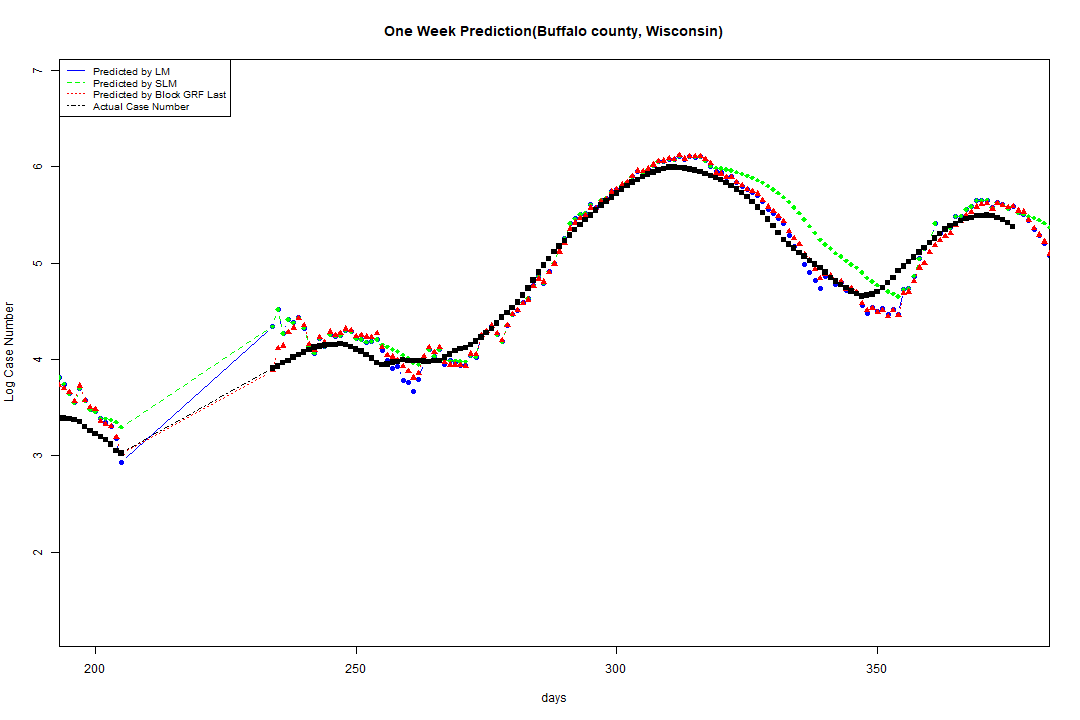 One Week Prediction(Buffalo county, Wisconsin)
Predicted by LM
Predicted by SLM
Predicted by Block GRF Last
Actual Case Number
7
6
5
4
3
2
Log Case Number
200 250 300 350
days